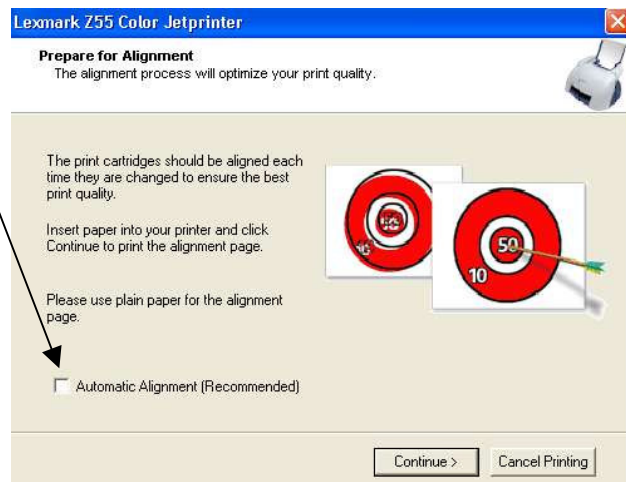 Lexmark Z55 Color Jetprinter
Prepare for Alignment
The alignment process will optimize your print quality.
The print cartridges should be aligned each
time they are changed to ensure the best
print quality.
Insert paper into your printer and click
Continue to print the alignment page.
Please use plain paper for the alignment
page.
50
10
50
10
Automatic Alignment (Recommended)
Continue >
Cancel Printing